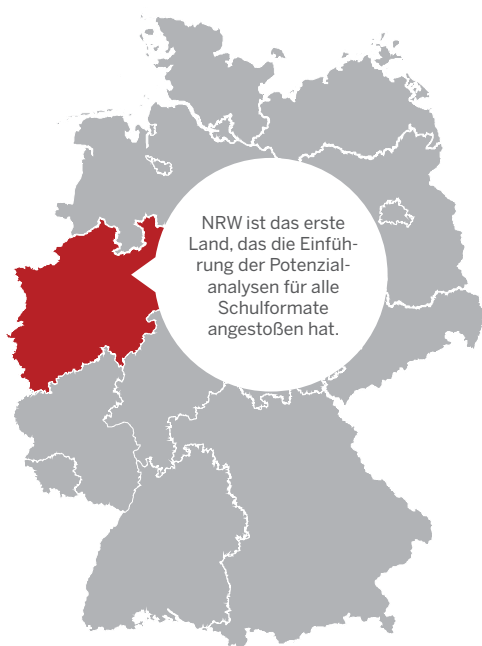 NRW ist das erste
Land, das die Einfüh-
rung der Potenzial-
analysen für alle
Schulformate
angestoßen hat.